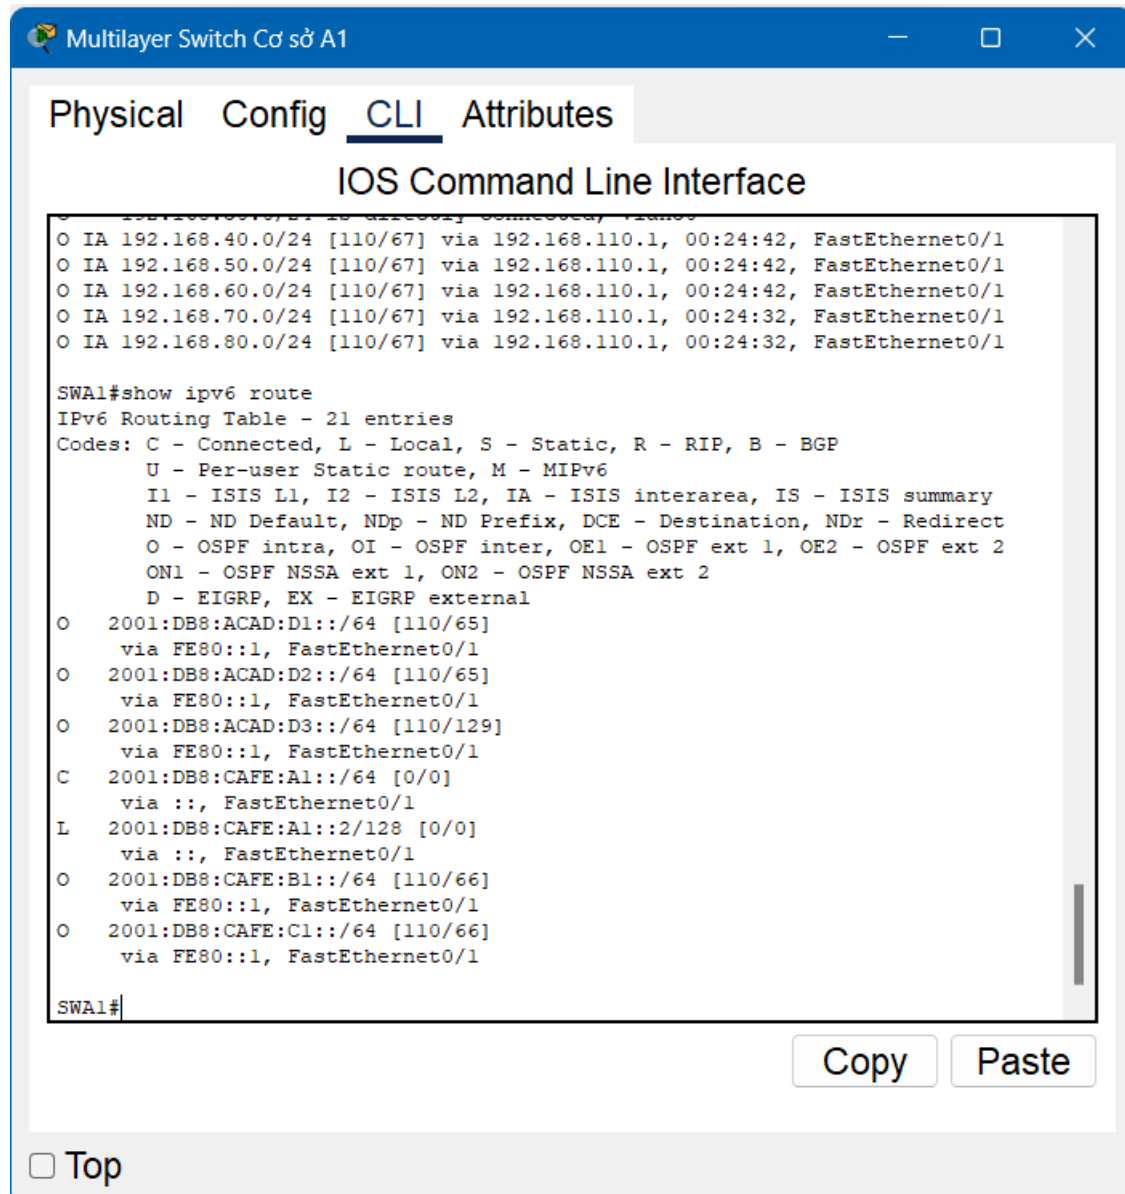 Multilayer Switch Cơ sở A1
Physical Config CLI Attributes
IOS Command Line Interface
O IA 192.168.40.0/24 [110/67] via 192.168.110.1, 00:24:42, FastEthernet0/1
O IA 192.168.50.0/24 [110/67] via 192.168.110.1, 00:24:42, FastEthernet0/1
O IA 192.168.60.0/24 [110/67] via 192.168.110.1, 00:24:42, FastEthernet0/1
O IA 192.168.70.0/24 [110/67] via 192.168.110.1, 00:24:32, FastEthernet0/1
O IA 192.168.80.0/24 [110/67] via 192.168.110.1, 00:24:32, FastEthernet0/1
SWA1#show ipv6 route
IPv6 Routing Table - 21 entries
Codes: C - Connected, L - Local, S - Static, R - RIP, B - BGP
U - Per-user Static route, M - MIPv6
I1 - ISIS L1, I2 - ISIS L2, IA - ISIS interarea, IS - ISIS summary
ND - ND Default, NDp - ND Prefix, DCE - Destination, NDr - Redirect
O - OSPF intra, OI - OSPF inter, OE1 - OSPF ext 1, OE2 - OSPF ext 2
ON1 - OSPF NSSA ext 1, ON2 - OSPF NSSA ext 2
D - EIGRP, EX - EIGRP external
O 2001:DB8:ACAD:D1::/64 [110/65]
via FE80::1, FastEthernet0/1
O 2001:DB8:ACAD:D2::/64 [110/65]
via FE80::1, FastEthernet0/1
O 2001:DB8:ACAD:D3::/64 [110/129]
via FE80::1, FastEthernet0/1
C 2001:DB8:CAFE:A1::/64 [0/0]
via ::, FastEthernet0/1
L 2001:DB8:CAFE:A1::2/128 [0/0]
via ::, FastEthernet0/1
O 2001:DB8:CAFE:B1::/64 [110/66]
via FE80::1, FastEthernet0/1
O 2001:DB8:CAFE:C1::/64 [110/66]
via FE80::1, FastEthernet0/1
SWA1#
Copy Paste
Top